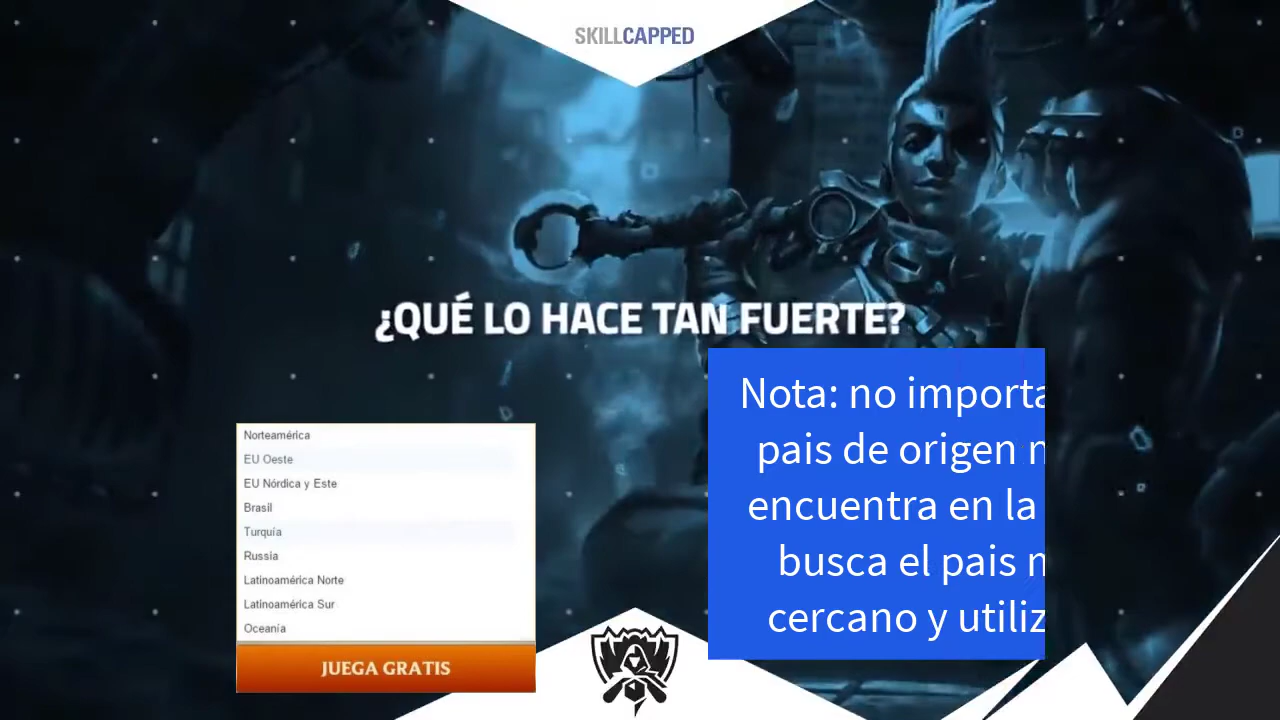 SKILLCAPPED
¿QUÉ LO HACE TAN FUERTE?
Nota: no importa
pais de origen
encuentra en la
busca el pais
cercano y
Norteamérica
EU Oeste
EU Nórdica y Este
Brasil
Turquía
Russia
Latinoamérica Norte
Latinoamérica Sur
Oceanía
JUEGA GRATIS